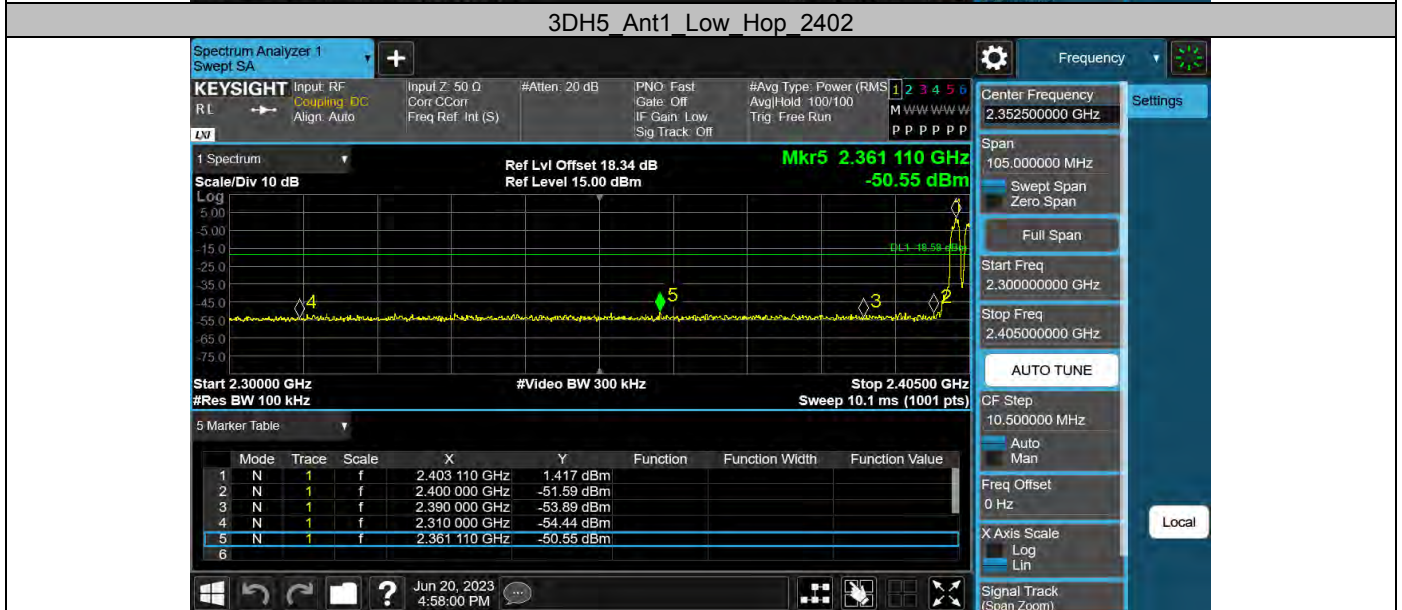 3DH5_Ant1_Low_Hop_2402
Spectrum Analyzer 1
Swept SA
+
Frequency
KEYSIGHT Input: RF Input Z: 50 Ω #Atten: 20 dB PNO: Fast #Avg Type: Power (RMS 1 2 3 4 5 6
RL Coupling: DC Corr CCorr Gate: Off Avg|Hold: 100/100 M W W W W W
Align: Auto Freq Ref: Int (S) IF Gain: Low Trig: Free Run
LXI Sig Track: Off P P P P P P
1 Spectrum
Ref Lvl Offset 18.34 dB Mkr5 2.361 110 GHz
Scale/Div 10 dB Ref Level 15.00 dBm -50.55 dBm
Log
5.00
-5.00
-15.0
DL1 -18.58 dBm
-25.0
-35.0
-45.0
-55.0
-65.0
-75.0
1
4
5
3
2
Start 2.30000 GHz #Video BW 300 kHz Stop 2.40500 GHz
#Res BW 100 kHz Sweep 10.1 ms (1001 pts)
5 Marker Table
Mode Trace Scale X Y Function Function Width Function Value
1 N 1 f 2.403 110 GHz 1.417 dBm
2 N 1 f 2.400 000 GHz -51.59 dBm
3 N 1 f 2.390 000 GHz -53.89 dBm
4 N 1 f 2.310 000 GHz -54.44 dBm
5 N 1 f 2.361 110 GHz -50.55 dBm
6
?
Jun 20, 2023
4:58:00 PM
Center Frequency
2.352500000 GHz
Settings
Span
105.000000 MHz
Swept Span
Zero Span
Full Span
Start Freq
2.300000000 GHz
Stop Freq
2.405000000 GHz
AUTO TUNE
CF Step
10.500000 MHz
Auto
Man
Freq Offset
0 Hz
Local
X Axis Scale
Log
Lin
Signal Track
(Span Zoom)